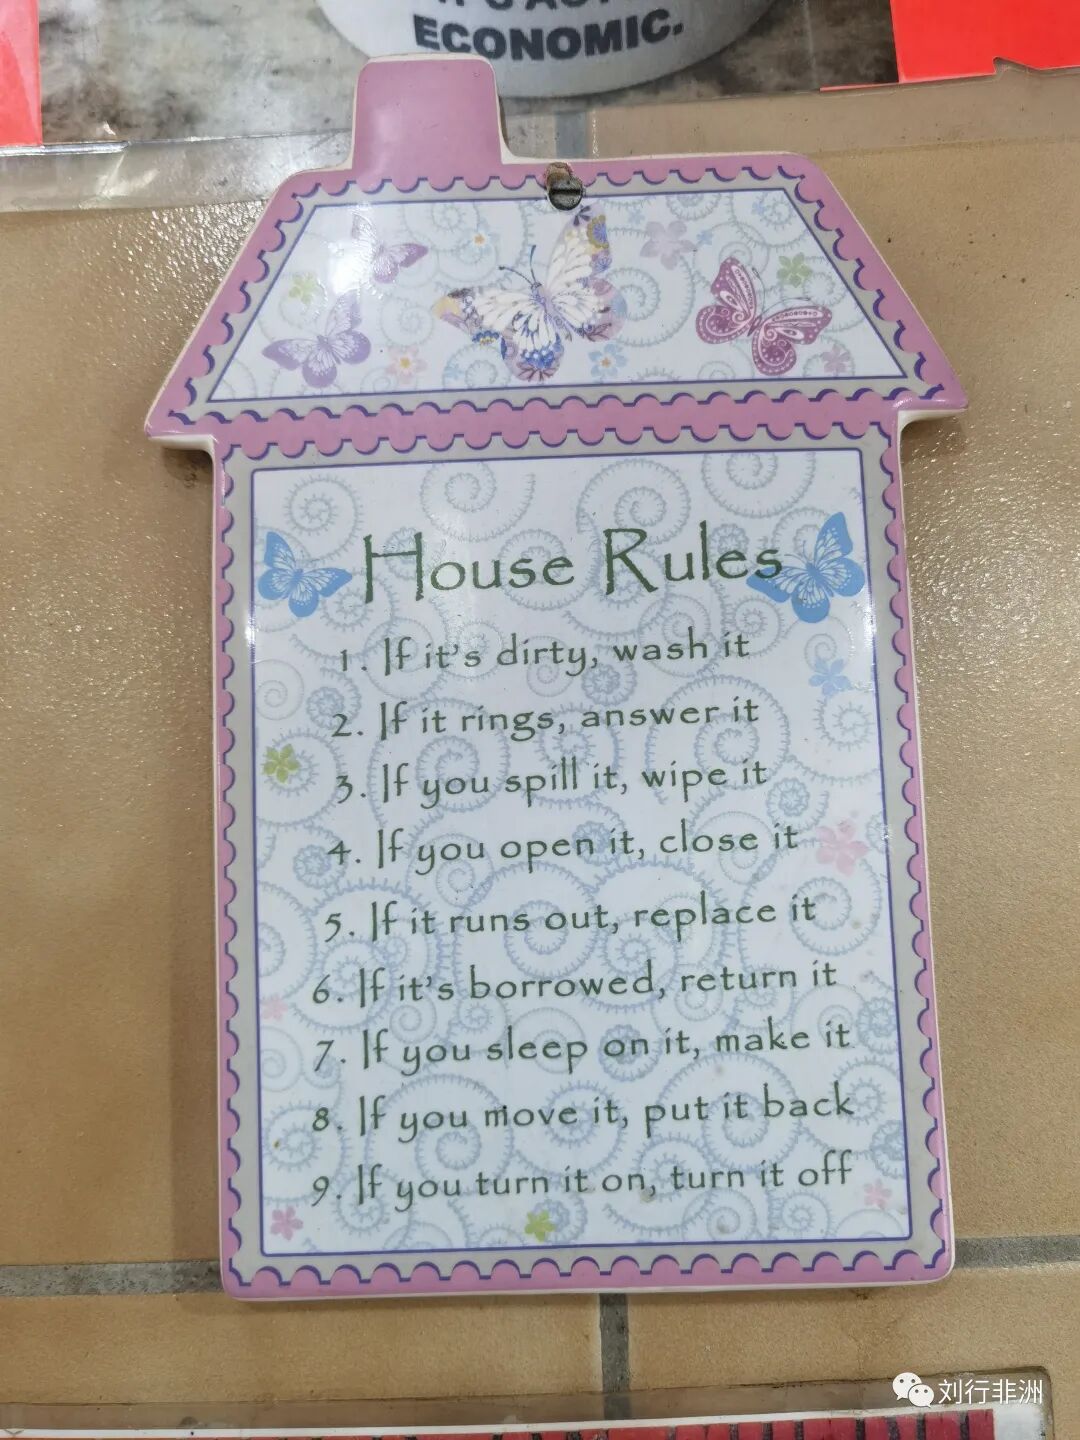 ECONOMIC.
House Rules
1. If it's dirty, wash it
2. If it rings, answer it
3. If you spill it, wipe it
4. If you open it, close it
5. If it runs out, replace it
6. If it's borrowed, return it
7. If you sleep on it, make it
8. If you move it, put it back
9. If you turn it on, turn it off
刘行非洲